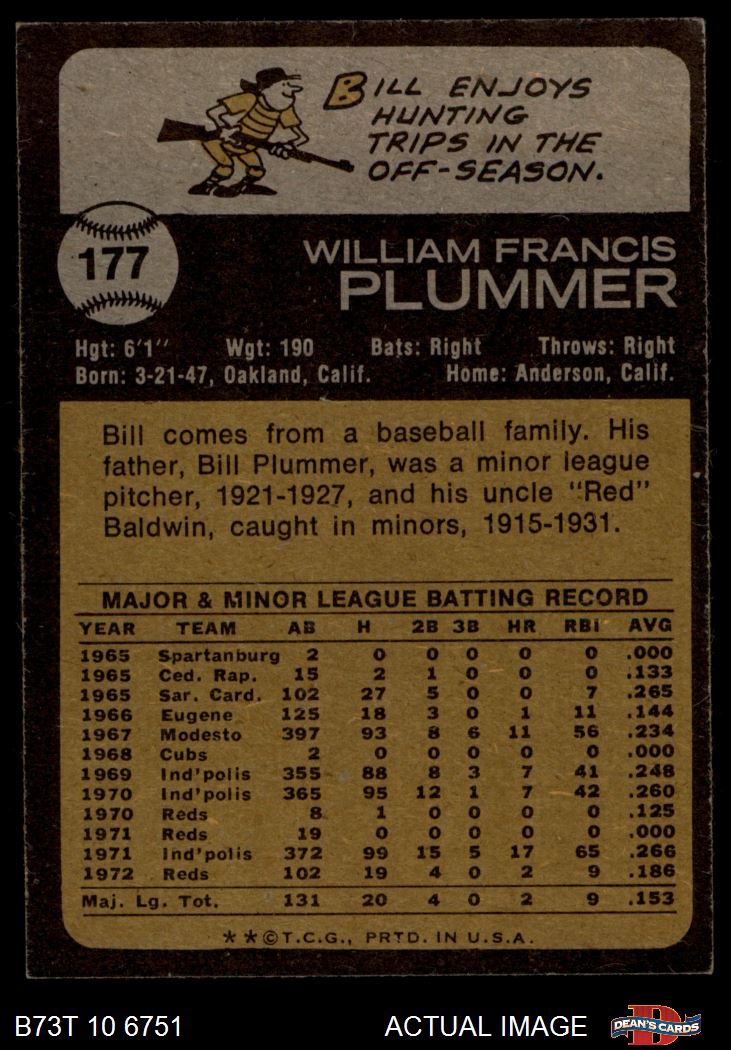 BILL ENJOYS
HUNTING
TRIPS IN THE
OFF-SEASON.
177
WILLIAM FRANCIS
PLUMMER
Hgt: 6'1" Wgt: 190 Bats: Right Throws: Right
Born: 3-21-47, Oakland, Calif. Home: Anderson, Calif.
Bill comes from a baseball family. His
father, Bill Plummer, was a minor league
pitcher, 1921-1927, and his uncle "Red"
Baldwin, caught in minors, 1915-1931.
MAJOR & MINOR LEAGUE BATTING RECORD
YEAR TEAM AB H 2B 3B HR RBI AVG
1965 Spartanburg 2 0 0 0 0 0 .000
1965 Ced. Rap. 15 2 1 0 0 0 .133
1965 Sar. Card. 102 27 5 0 0 7 .265
1966 Eugene 125 18 3 0 1 11 .144
1967 Modesto 397 93 8 6 11 56 .234
1968 Cubs 2 0 0 0 0 0 .000
1969 Ind'polis 355 88 8 3 7 41 .248
1970 Ind'polis 365 95 12 1 7 42 .260
1970 Reds 8 1 0 0 0 0 .125
1971 Reds 19 0 0 0 0 0 .000
1971 Ind'polis 372 99 15 5 17 65 .266
1972 Reds 102 19 4 0 2 9 .186
Maj. Lg. Tot. 131 20 4 0 2 9 .153
**©T.C.G., PRTD. IN U.S.A.
B73T 10 6751 ACTUAL IMAGE D DEAN'S CARDS